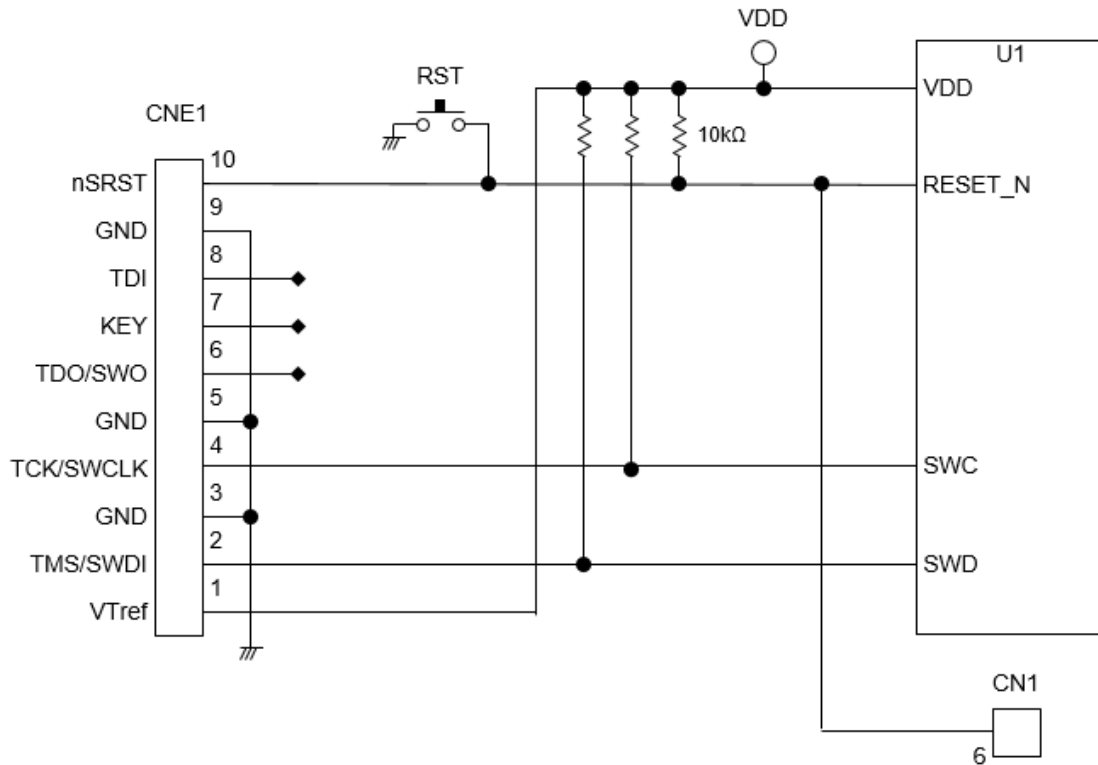 VDD
U1
RST
VDD
CNE1
10kΩ
10
nSRST
RESET_N
9
GND
8
TDI
7
KEY
6
TDO/SWO
5
GND
4
TCK/SWCLK
SWC
3
GND
2
TMS/SWDI
SWD
1
VTref
CN1
6